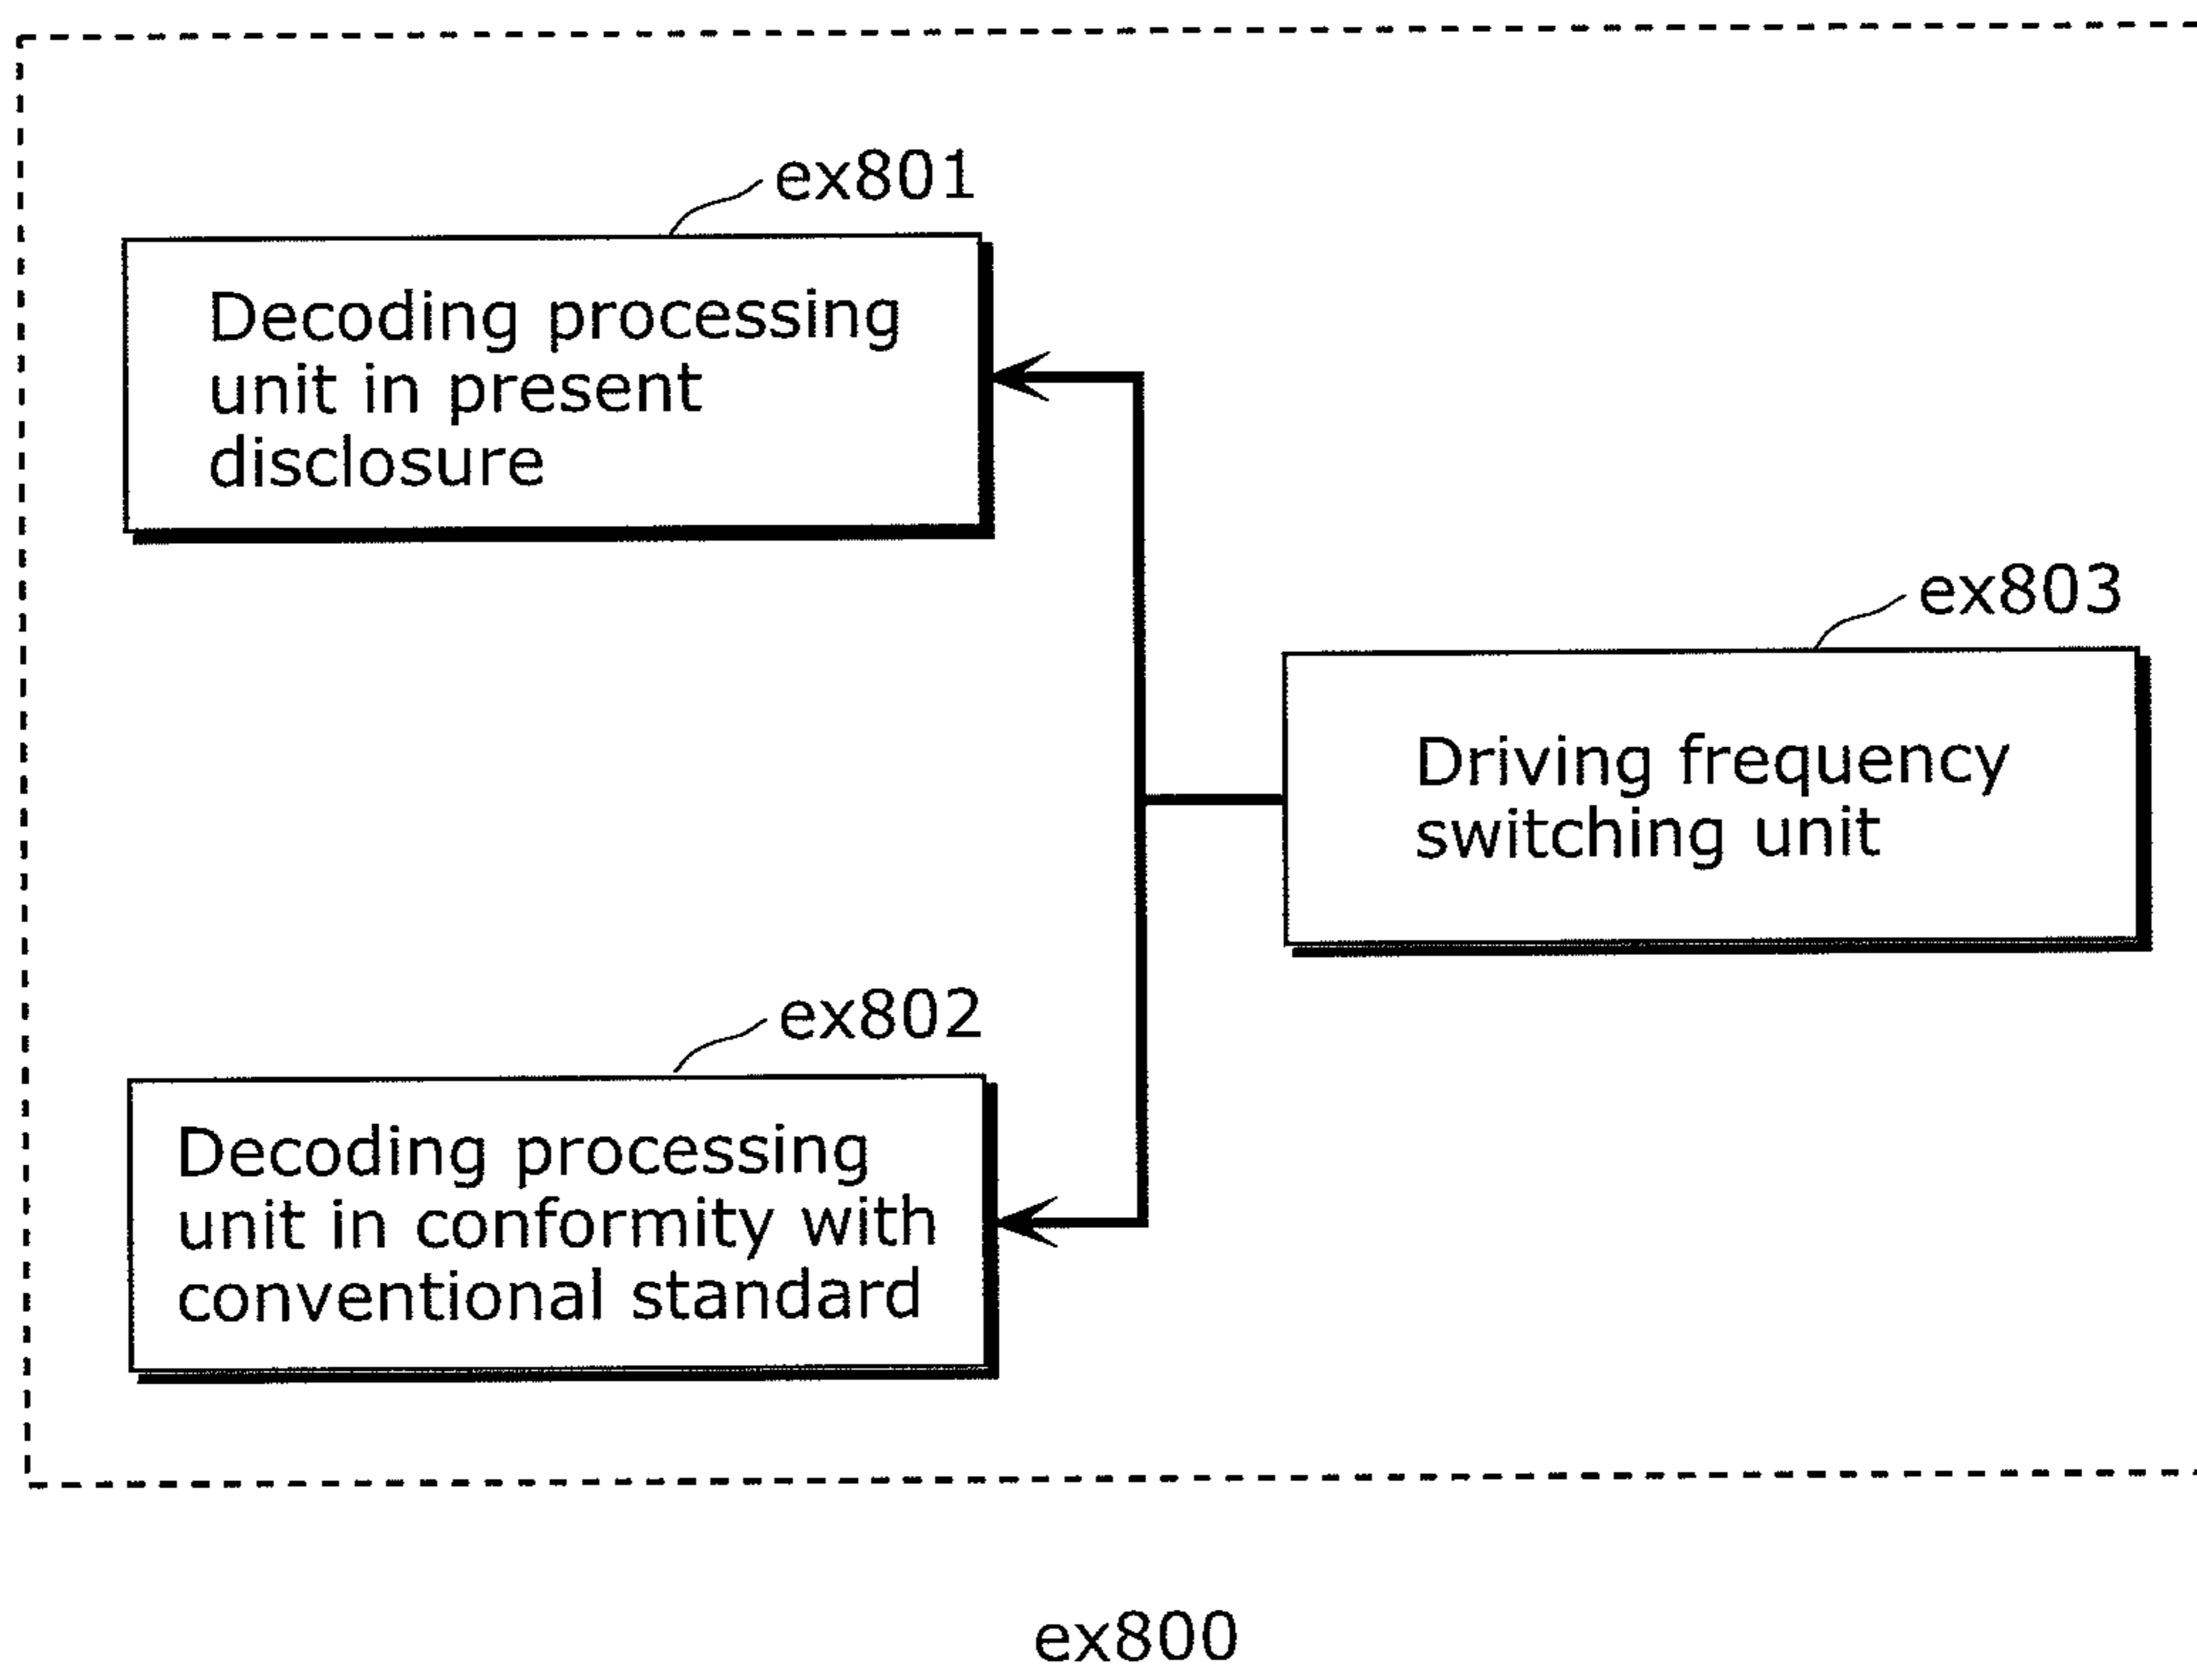 ex801
Decoding processing
unit in present
disclosure
ex803
Driving frequency
switching unit
ex802
Decoding processing
unit in conformity with
conventional standard
ex800